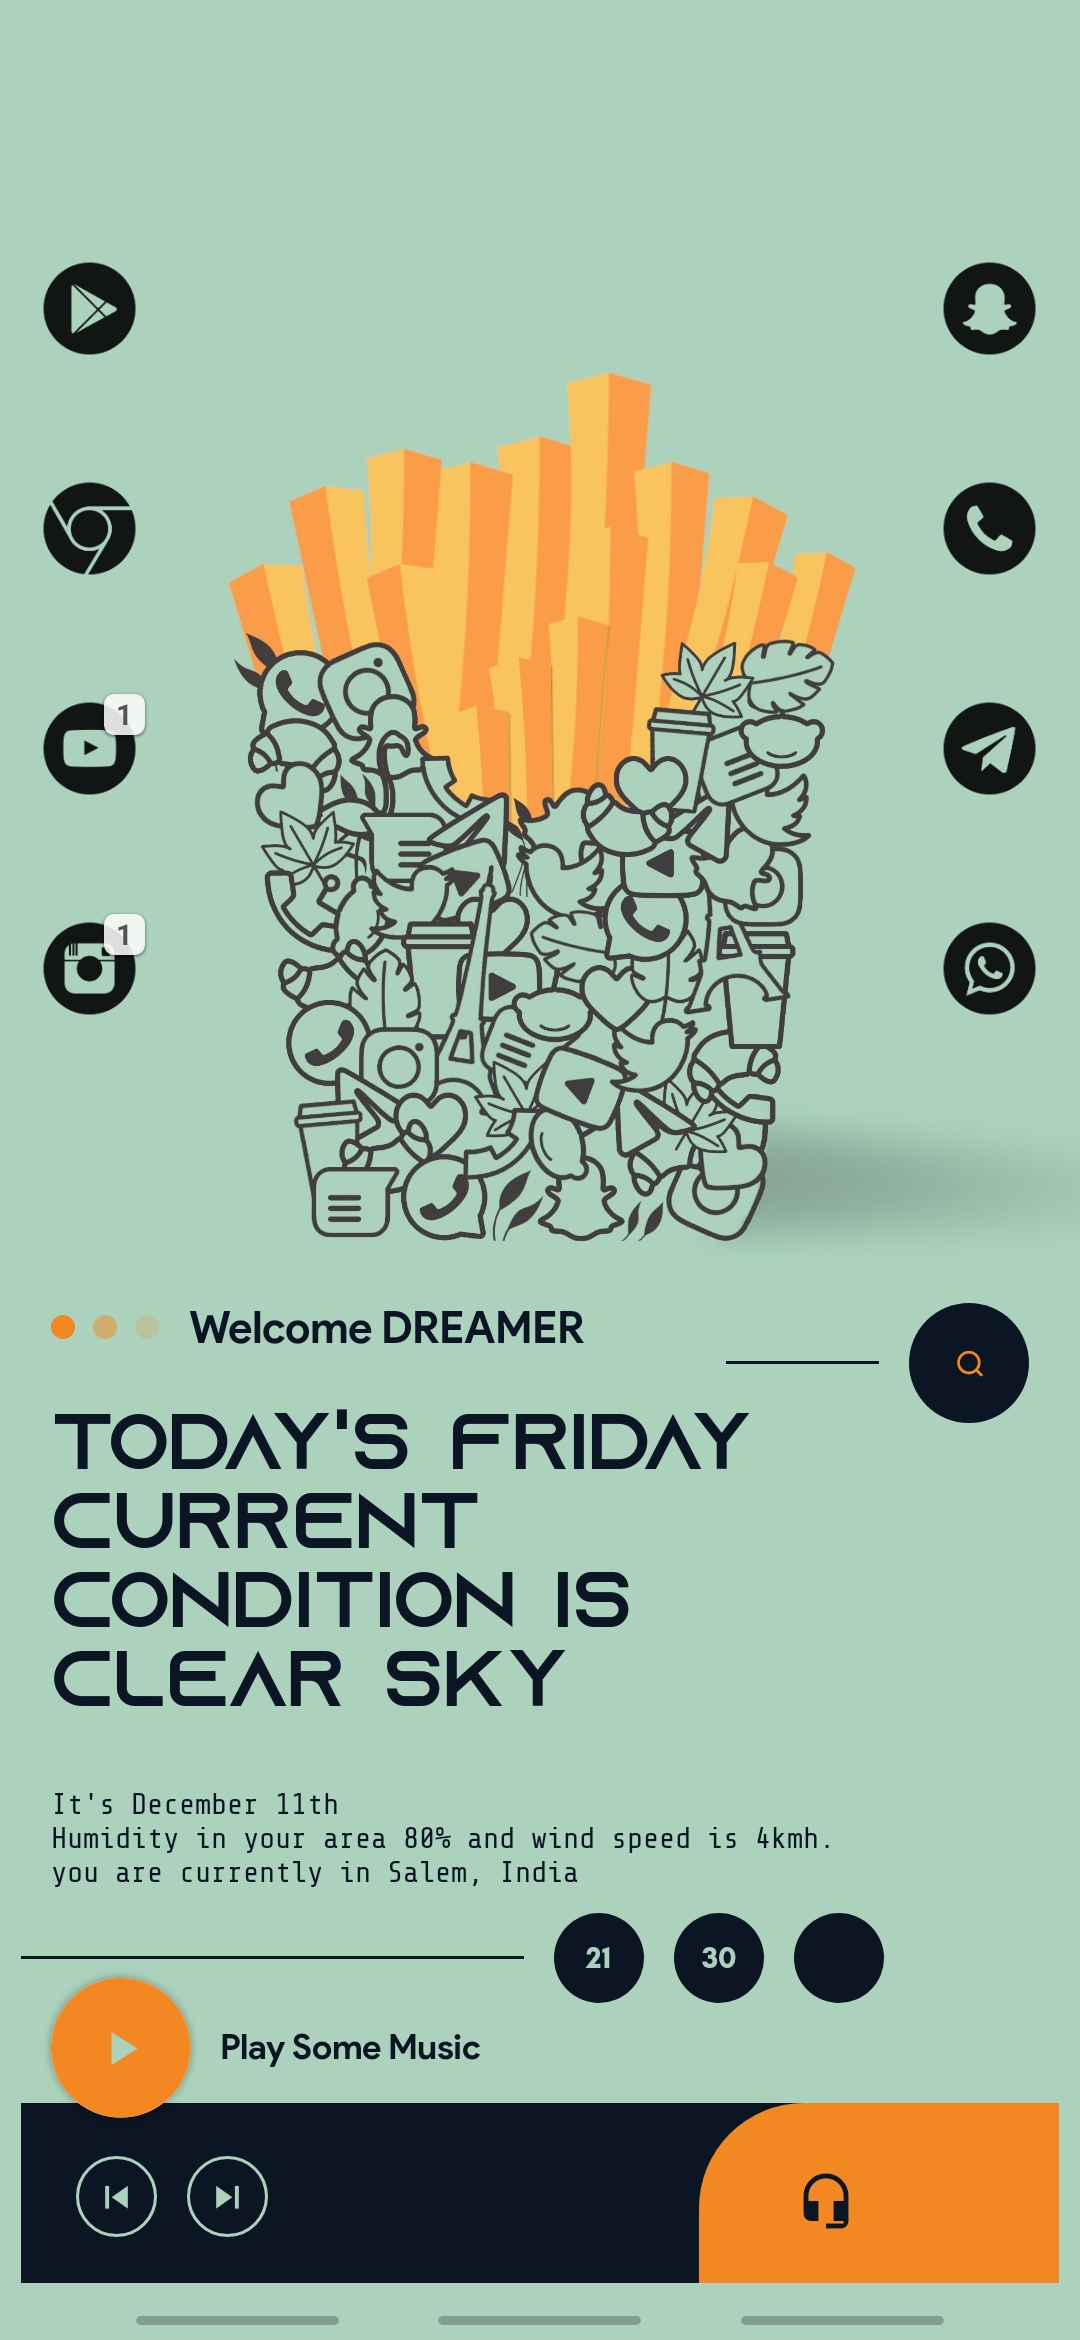 1
1
Welcome DREAMER
TODAY'S FRIDAY
CURRENT
CONDITION IS
CLEAR SKY
It's December 11th
Humidity in your area 80% and wind speed is 4kmh.
you are currently in Salem, India
21 30
Play Some Music